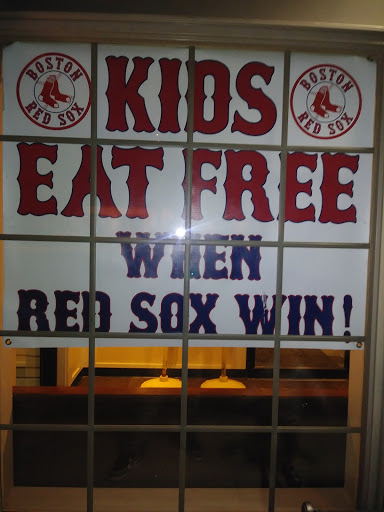 BOSTON RED SOX
BOSTON RED SOX
KIDS
EAT FREE
WHEN
RED SOX WIN!